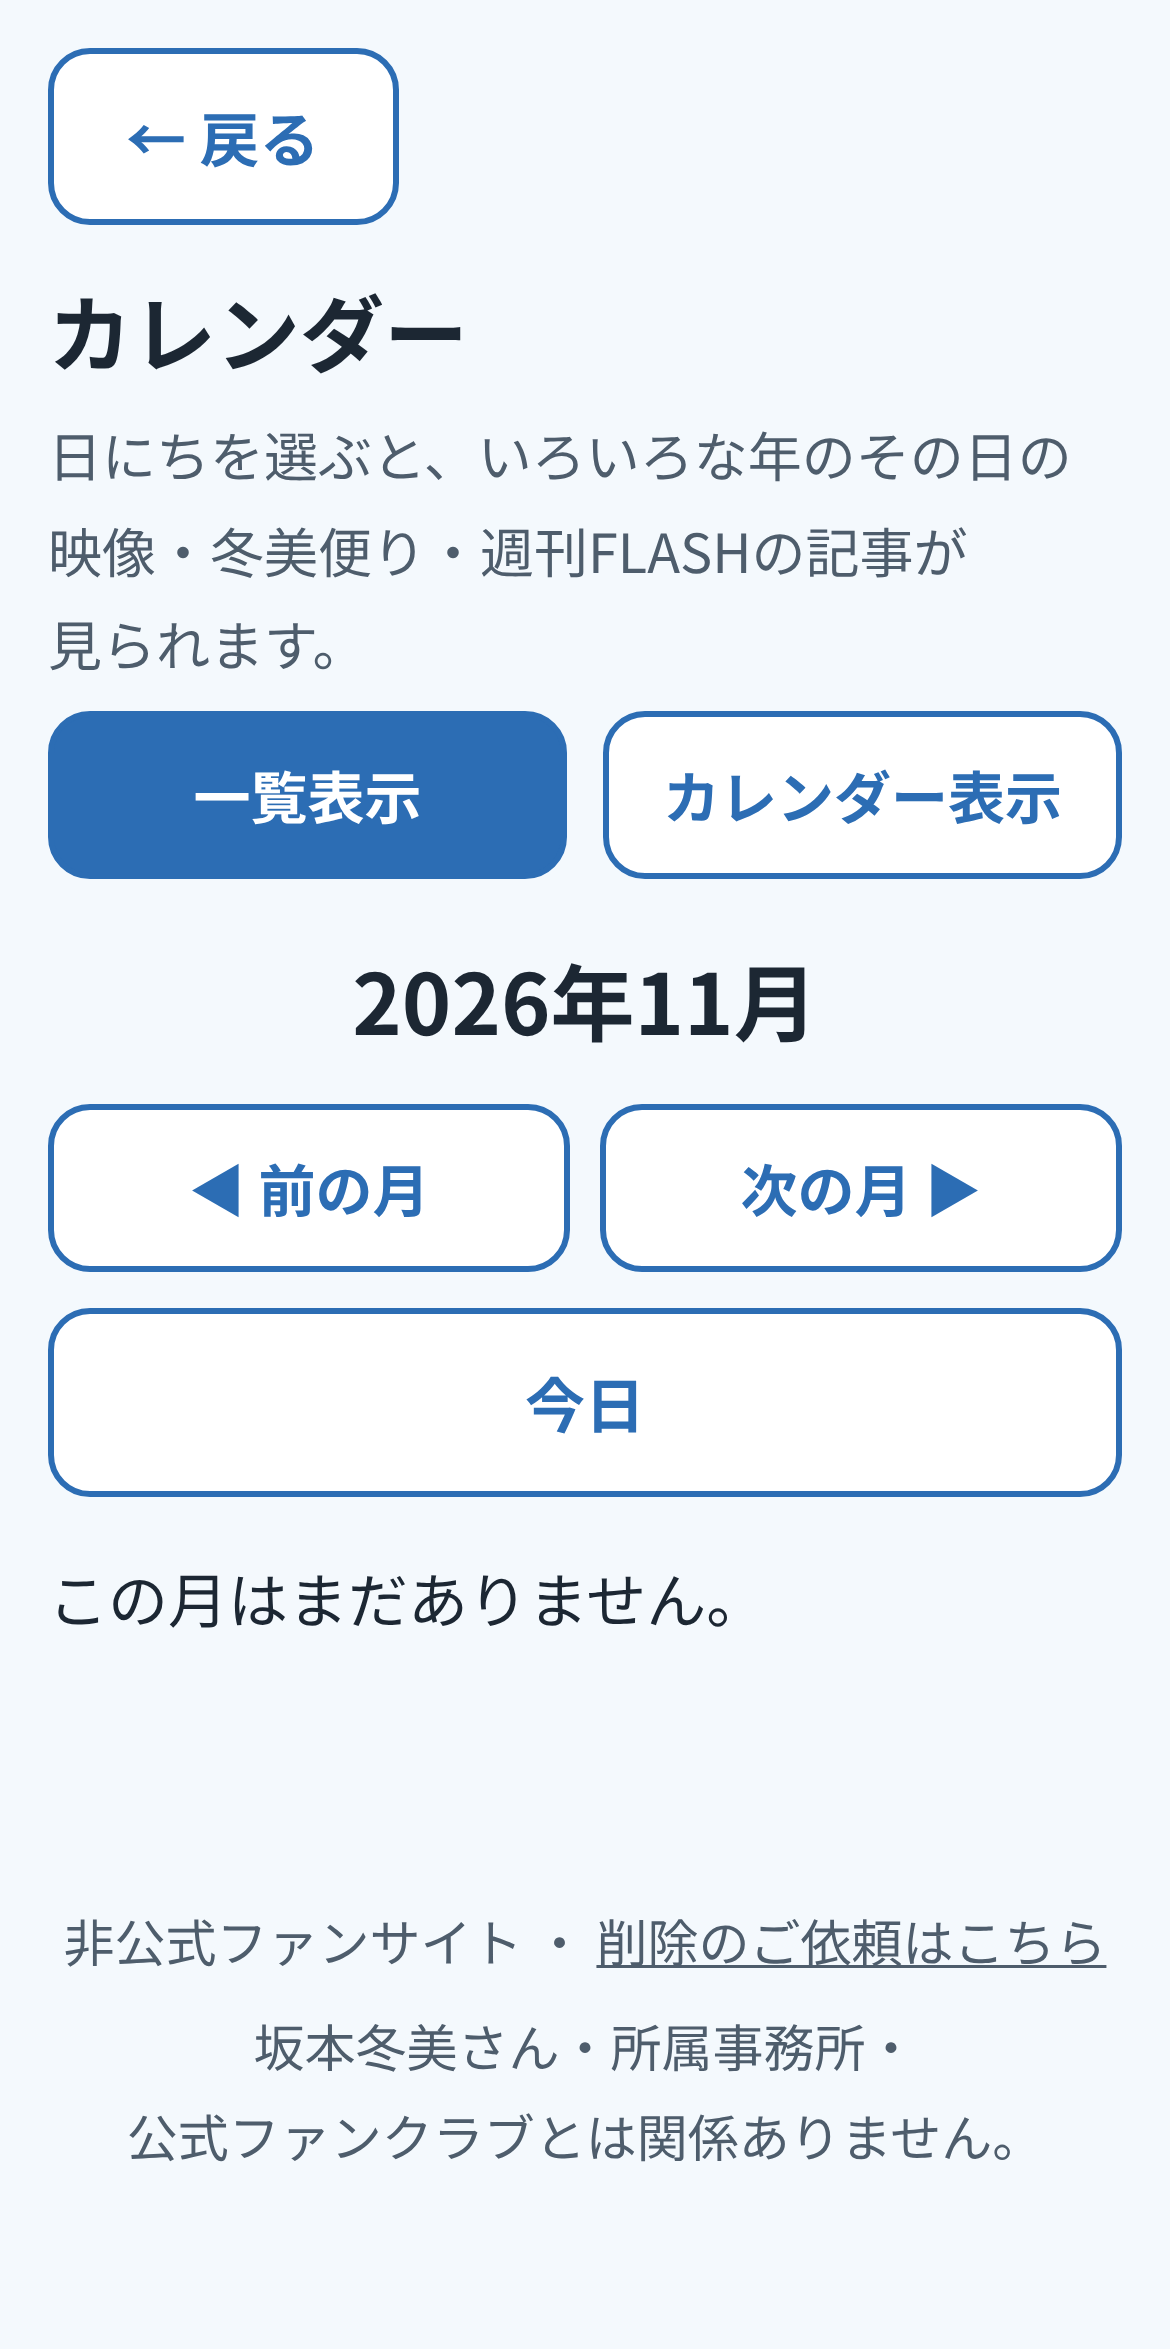 ← 戻る
カレンダー
日にちを選ぶと、いろいろな年のその日の
映像・冬美便り・週刊FLASHの記事が
見られます。
一覧表示
カレンダー表示
2026年11月
◀ 前の月
次の月 ▶
今日
この月はまだありません。
非公式ファンサイト ・ 削除のご依頼はこちら
坂本冬美さん・所属事務所・
公式ファンクラブとは関係ありません。